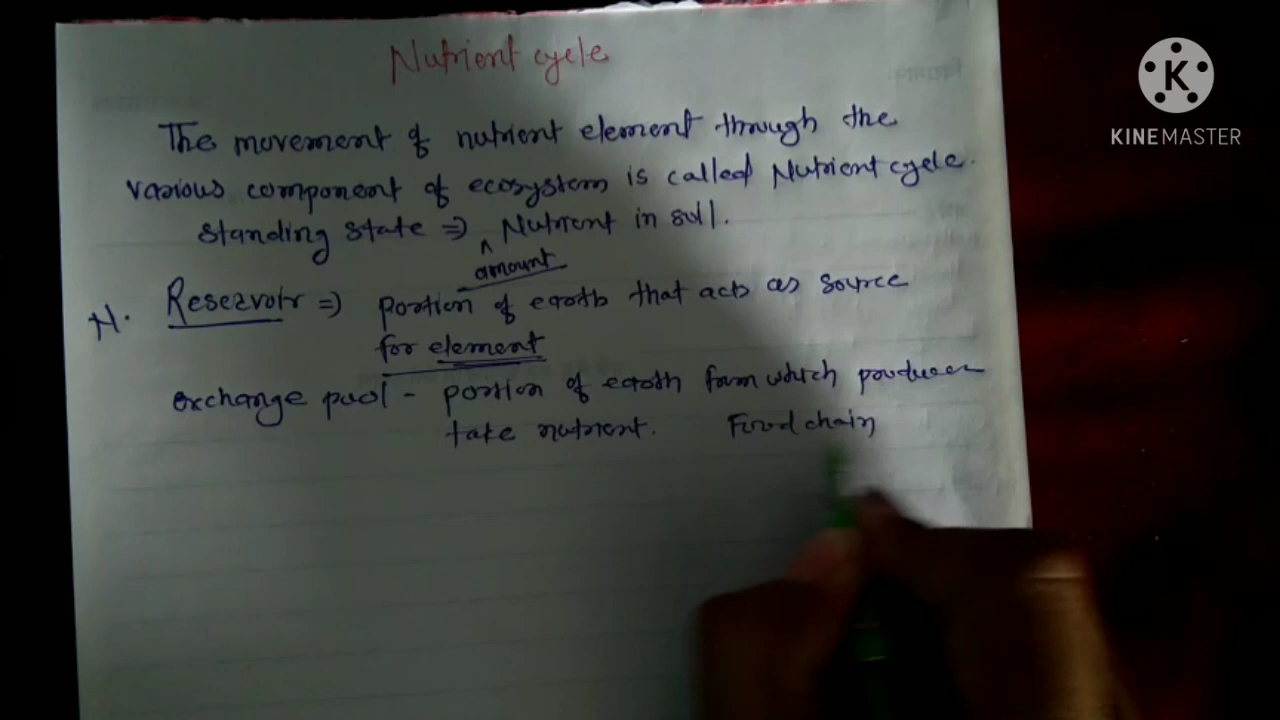 Nutrient cycle
The movement of nutrient element through the
various component of ecosystem is called Nutrient cycle.
standing state ⇒ ^ Nutrient in soil.
amount
N. Reservoir ⇒ portion of earth that acts as source
for element
exchange pool - portion of earth from which producer
take nutrient. Food chain
K
KINEMASTER